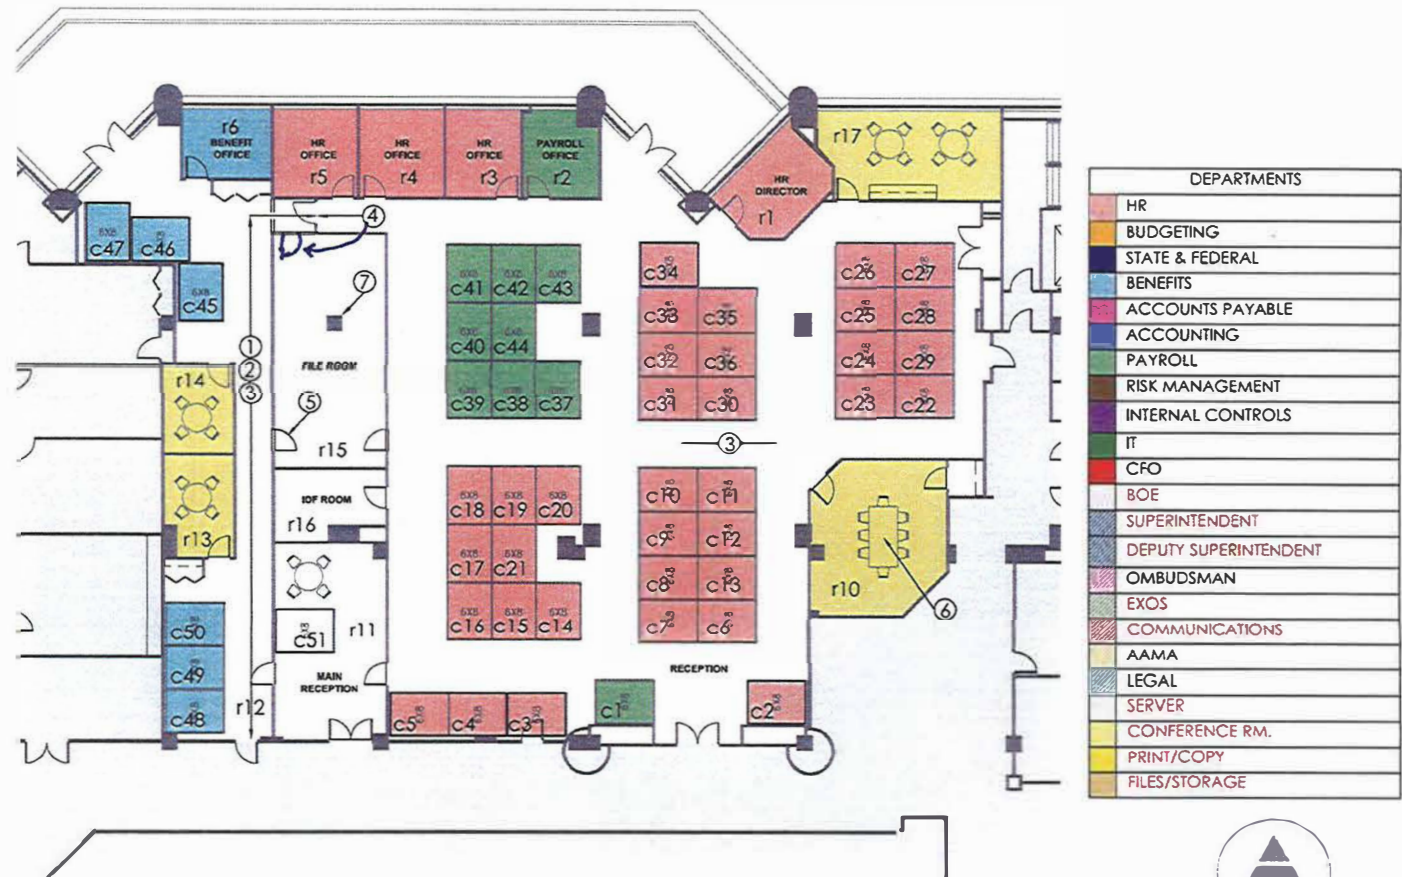 r6
BENEFIT
OFFICE
HR
OFFICE
r5
HR
OFFICE
r4
HR
OFFICE
r3
PAYROLL
OFFICE
r2
HR
DIRECTOR
r1
r17
c47
c46
c45
4
7
FILE ROOM
5
r15
1
2
3
r14
r13
IDF ROOM
r16
c41 c42 c43
c40 c44
c39 c38 c37
c34
c33 c35
c32 c36
c31 c30
c26 c27
c25 c28
c24 c29
c23 c22
3
c18 c19 c20
c17 c21
c16 c15 c14
c10 c11
c9 c12
c8 c13
c7 c6
r10
6
c50
c49
c48
c51
r11
MAIN
RECEPTION
r12
RECEPTION
c5 c4 c3
c1
c2
DEPARTMENTS
HR
BUDGETING
STATE & FEDERAL
BENEFITS
ACCOUNTS PAYABLE
ACCOUNTING
PAYROLL
RISK MANAGEMENT
INTERNAL CONTROLS
IT
CFO
BOE
SUPERINTENDENT
DEPUTY SUPERINTENDENT
OMBUDSMAN
EXOS
COMMUNICATIONS
AAMA
LEGAL
SERVER
CONFERENCE RM.
PRINT/COPY
FILES/STORAGE